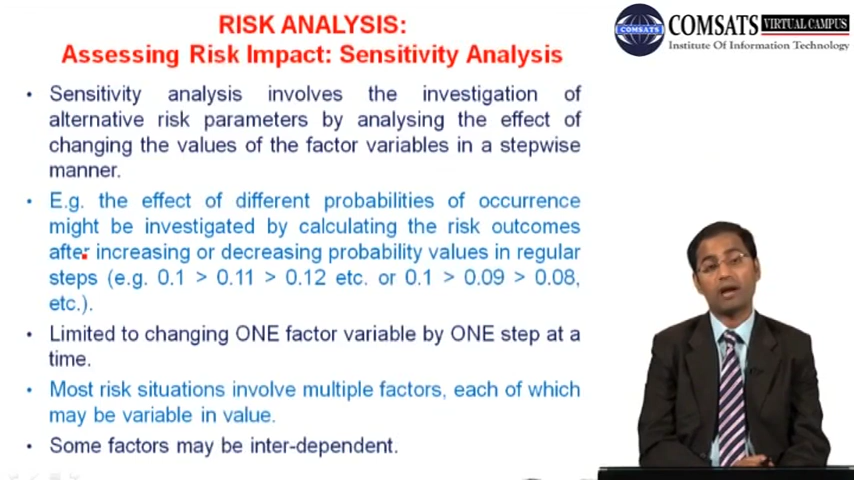 RISK ANALYSIS:
Assessing Risk Impact: Sensitivity Analysis
COMSATS VIRTUAL CAMPUS
Institute Of Information Technology
COMSATS
• Sensitivity analysis involves the investigation of
alternative risk parameters by analysing the effect of
changing the values of the factor variables in a stepwise
manner.
• E.g. the effect of different probabilities of occurrence
might be investigated by calculating the risk outcomes
after increasing or decreasing probability values in regular
steps (e.g. 0.1 > 0.11 > 0.12 etc. or 0.1 > 0.09 > 0.08,
etc.).
• Limited to changing ONE factor variable by ONE step at a
time.
• Most risk situations involve multiple factors, each of which
may be variable in value.
• Some factors may be inter-dependent.